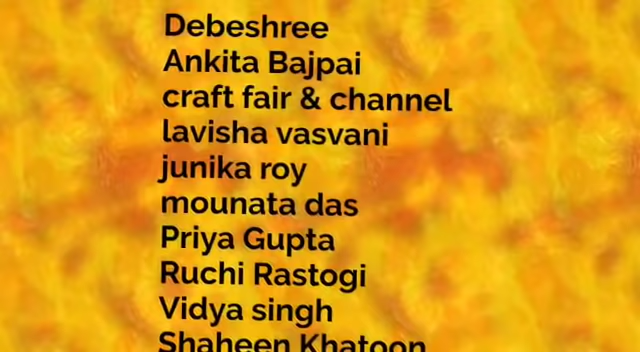 Debeshree
Ankita Bajpai
craft fair & channel
lavisha vasvani
junika roy
mounata das
Priya Gupta
Ruchi Rastogi
Vidya singh
Shaheen Khatoon